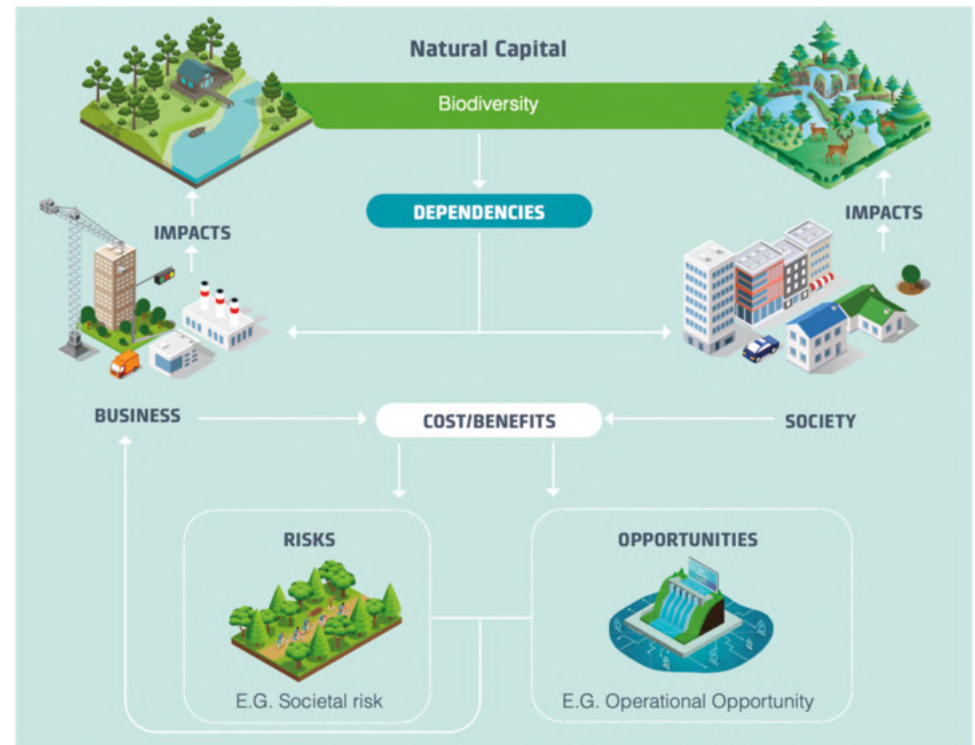 Natural Capital
Biodiversity
DEPENDENCIES
IMPACTS
IMPACTS
BUSINESS
COST/BENEFITS
SOCIETY
RISKS
OPPORTUNITIES
E.G. Societal risk
E.G. Operational Opportunity